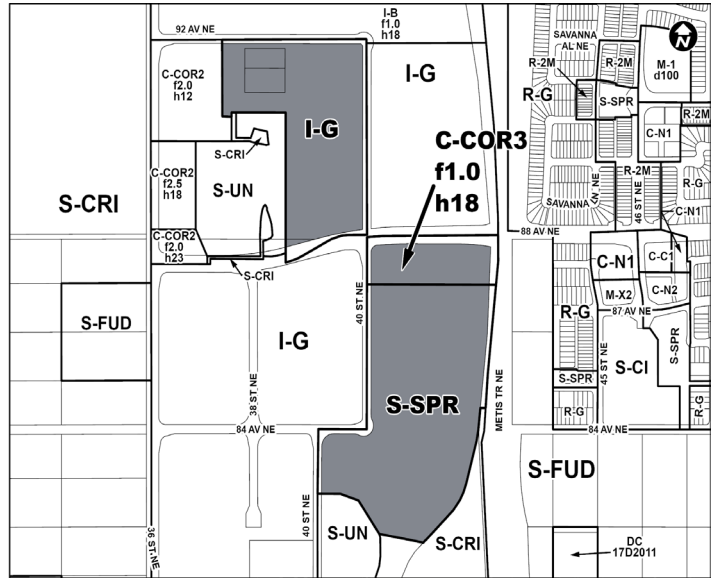 92 AV NE
I-B
f1.0
h18
SAVANNA
AL NE
R-2M
N
C-COR2
f2.0
h12
I-G
I-G
R-2M
R-G
S-SPR
M-1
d100
C-N1
R-2M
C-COR3
f1.0
h18
S-CRI
C-COR2
f2.5
h18
S-UN
S-CRI
R-2M
R-G
SAVANNA
LN NE
46 ST NE
C-N1
88 AV NE
C-COR2
f2.0
h23
S-CRI
C-N1
C-C1
S-FUD
I-G
40 ST NE
M-X2
C-N2
87 AV NE
R-G
S-CI
S-SPR
38 ST NE
S-SPR
METIS TR NE
45 ST NE
S-SPR
R-G
R-G
84 AV NE
84 AV NE
S-FUD
36 ST NE
40 ST NE
S-UN
S-CRI
DC
17D2011